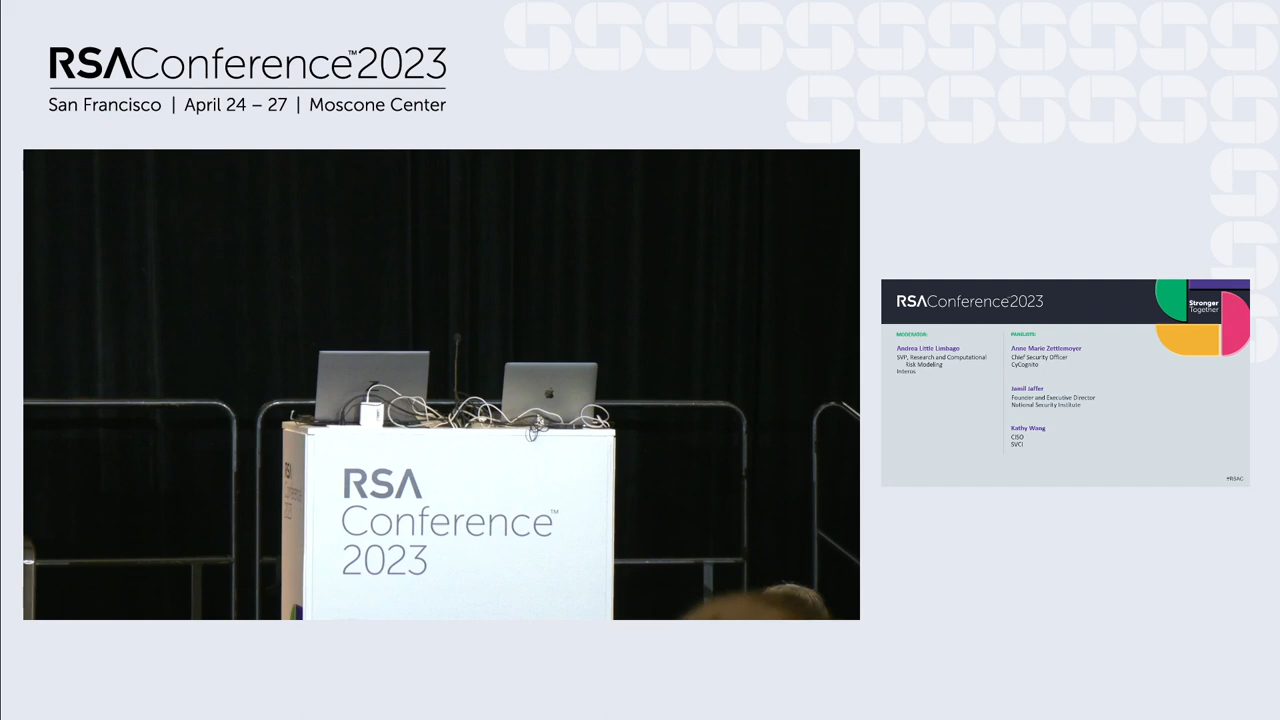 RSAConference™2023
San Francisco | April 24 – 27 | Moscone Center
RSA
Conference™
2023
RSAConference2023
Stronger
Together
MODERATOR:
Andrea Little Limbago
SVP, Research and Computational
Risk Modeling
Interos
PANELISTS:
Anne Marie Zettlemoyer
Chief Security Officer
CyCognito
Jamil Jaffer
Founder and Executive Director
National Security Institute
Kathy Wang
CISO
SVCI
#RSAC